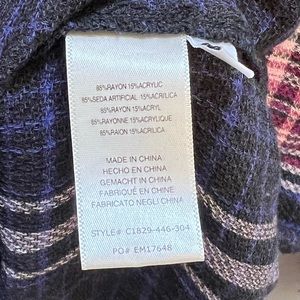 85%RAYON 15%ACRYLIC
85%SEDA ARTIFICIAL 15%ACRILICA
85%RAYON 15%ACRYL
85%RAYONNE 15%ACRYLIQUE
85%RAION 15%ACRILICA
MADE IN CHINA
HECHO EN CHINA
GEMACHT IN CHINA
FABRIQUÉ EN CHINE
FABRICATO NEGLI CHINA
STYLE# C1829-446-304
PO# EM17648